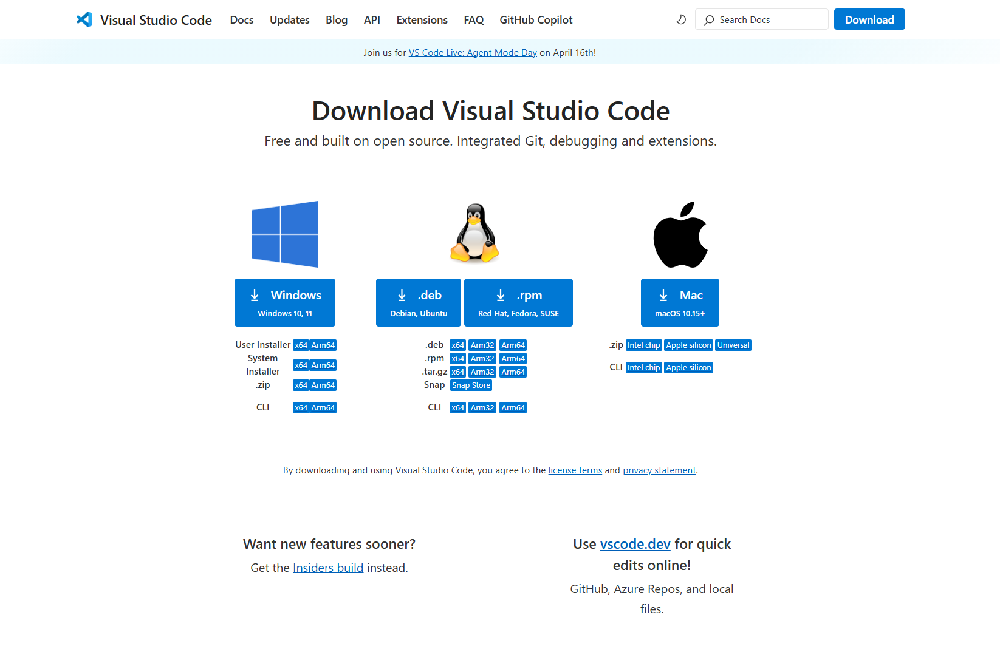 Visual Studio Code Docs Updates Blog API Extensions FAQ GitHub Copilot Search Docs Download
Join us for VS Code Live: Agent Mode Day on April 16th!
Download Visual Studio Code
Free and built on open source. Integrated Git, debugging and extensions.
Windows
Windows 10, 11
User Installer x64 Arm64
System
Installer x64 Arm64
.zip x64 Arm64
CLI x64 Arm64
.deb
Debian, Ubuntu
.rpm
Red Hat, Fedora, SUSE
.deb x64 Arm32 Arm64
.rpm x64 Arm32 Arm64
.tar.gz x64 Arm32 Arm64
Snap Snap Store
CLI x64 Arm32 Arm64
Mac
macOS 10.15+
.zip Intel chip Apple silicon Universal
CLI Intel chip Apple silicon
By downloading and using Visual Studio Code, you agree to the license terms and privacy statement.
Want new features sooner?
Get the Insiders build instead.
Use vscode.dev for quick
edits online!
GitHub, Azure Repos, and local
files.